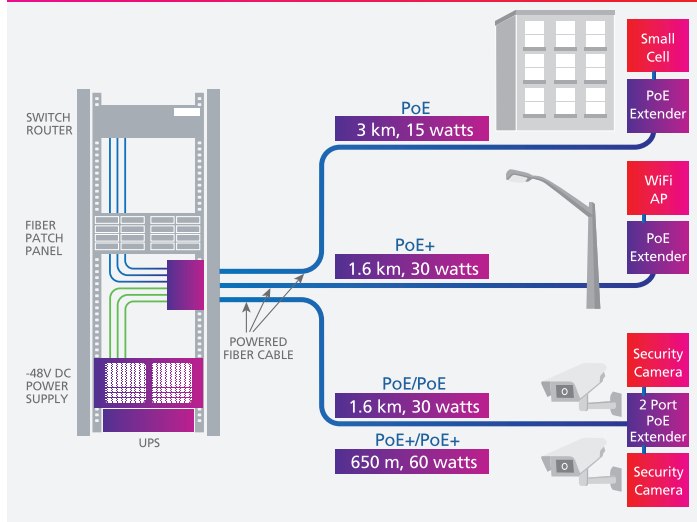 SWITCH
ROUTER
FIBER
PATCH
PANEL
-48V DC
POWER
SUPPLY
UPS
POWERED
FIBER CABLE
PoE
3 km, 15 watts
Small
Cell
PoE
Extender
PoE+
1.6 km, 30 watts
WiFi
AP
PoE
Extender
PoE/PoE
1.6 km, 30 watts
PoE+/PoE+
650 m, 60 watts
Security
Camera
2 Port
PoE
Extender
Security
Camera